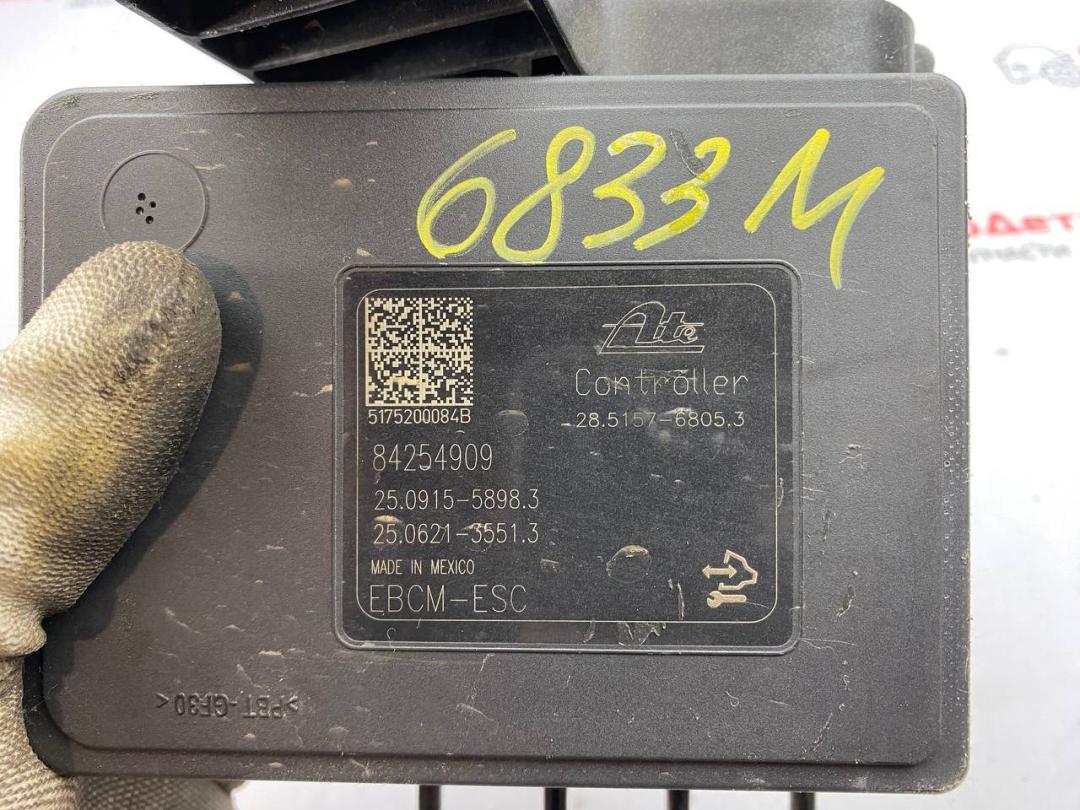 6833M
Ate
Controller
28.5157-6805.3
5175200084B
84254909
25.0915-5898.3
25.0621-3551.3
MADE IN MEXICO
EBCM-ESC
>PBT-GF30<